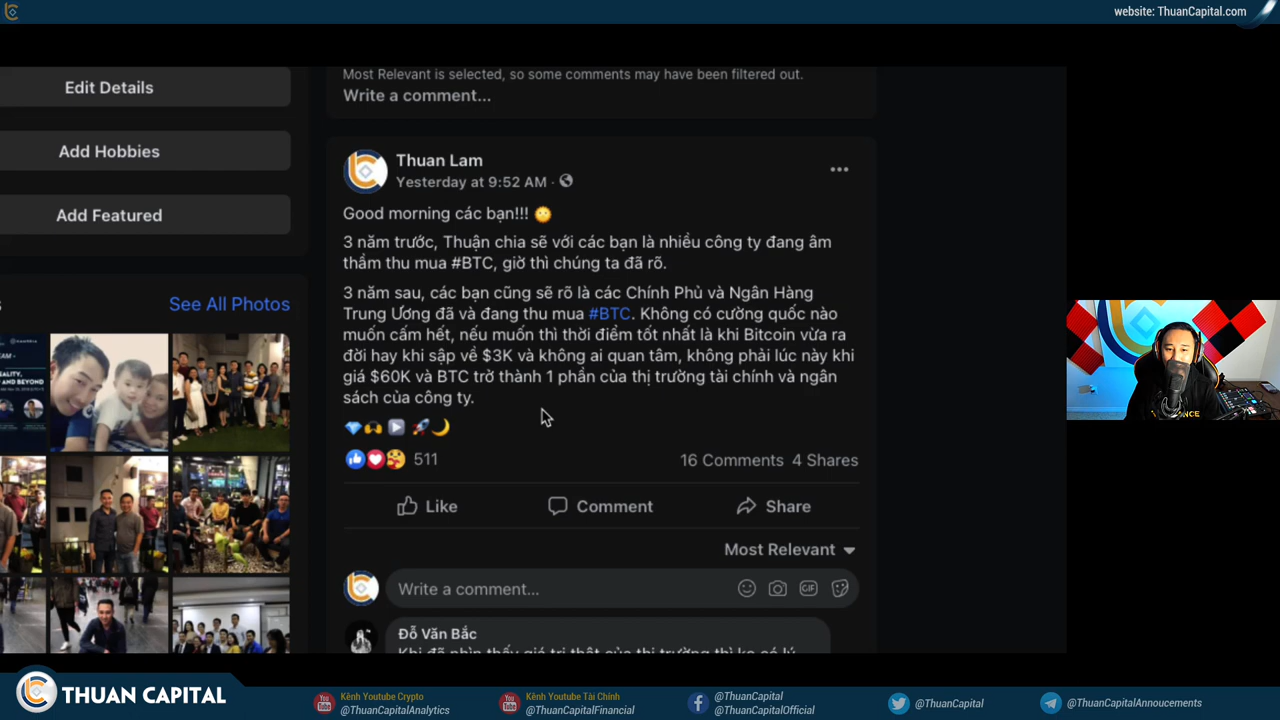 website: ThuanCapital.com
Most Relevant is selected, so some comments may have been filtered out.
Write a comment...
Edit Details
Add Hobbies
Add Featured
See All Photos
Thuan Lam
Yesterday at 9:52 AM ·
Good morning các bạn!!! 🌞
3 năm trước, Thuận chia sẽ với các bạn là nhiều công ty đang âm
thầm thu mua #BTC, giờ thì chúng ta đã rõ.
3 năm sau, các bạn cũng sẽ rõ là các Chính Phủ và Ngân Hàng
Trung Ương đã và đang thu mua #BTC. Không có cường quốc nào
muốn cấm hết, nếu muốn thì thời điểm tốt nhất là khi Bitcoin vừa ra
đời hay khi sập về $3K và không ai quan tâm, không phải lúc này khi
giá $60K và BTC trở thành 1 phần của thị trường tài chính và ngân
sách của công ty.
511
16 Comments 4 Shares
Like Comment Share
Most Relevant
Write a comment...
GIF
Đỗ Văn Bắc
THUAN CAPITAL
Kênh Youtube Crypto
@ThuanCapitalAnalytics
Kênh Youtube Tài Chính
@ThuanCapitalFinancial
@ThuanCapital
@ThuanCapitalOfficial
@ThuanCapital
@ThuanCapitalAnnoucements